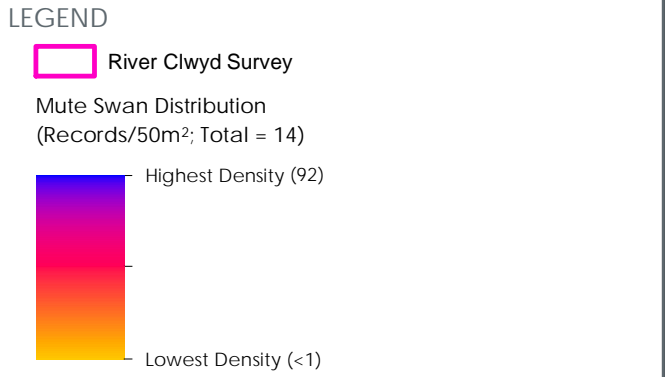 LEGEND
River Clwyd Survey
Mute Swan Distribution
(Records/50m²; Total = 14)
Highest Density (92)
Lowest Density (<1)